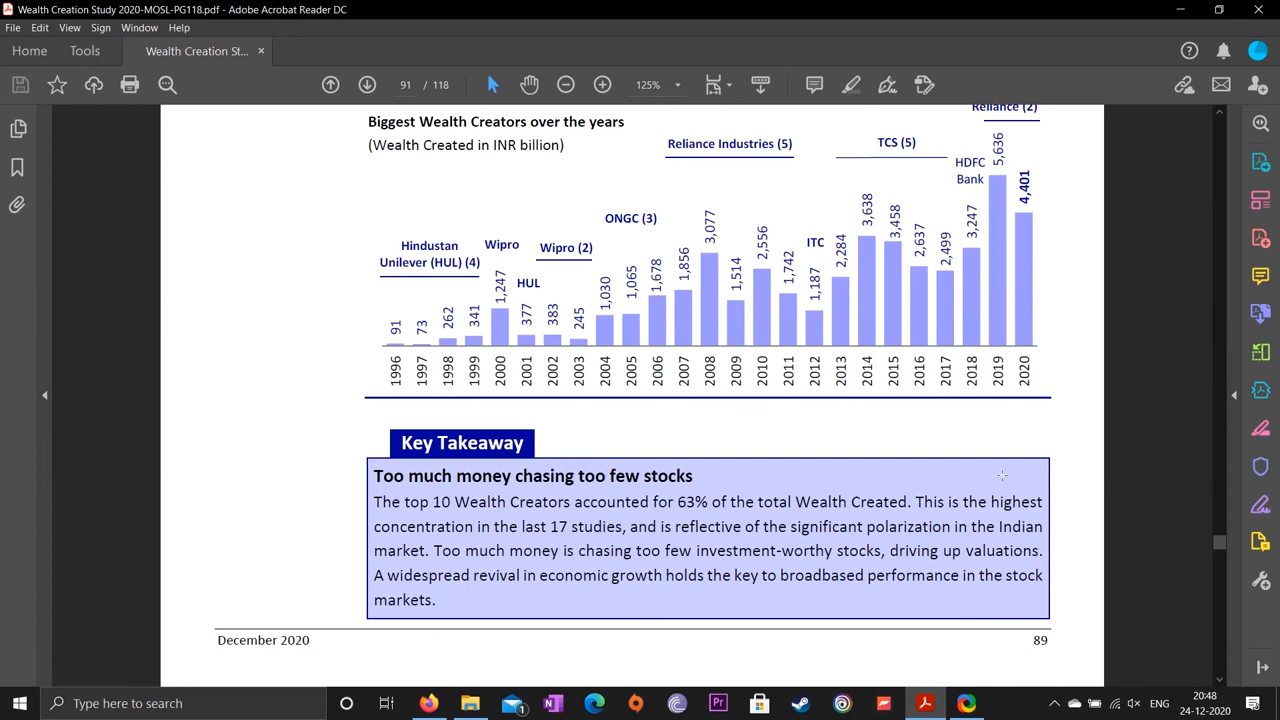 Wealth Creation Study 2020-MOSL-PG118.pdf - Adobe Acrobat Reader DC
File Edit View Sign Window Help
Home Tools Wealth Creation St... ×
91 / 118 125%
Reliance (2)
Biggest Wealth Creators over the years
(Wealth Created in INR billion)
Reliance Industries (5)
TCS (5)
HDFC
Bank
ONGC (3)
Hindustan
Unilever (HUL) (4)
Wipro
Wipro (2)
HUL
ITC
91 73 262 341 1,247 377 383 245 1,030 1,065 1,678 1,856 3,077 1,514 2,556 1,742 1,187 2,284 3,638 3,458 2,637 2,499 3,247 5,636 4,401
1996 1997 1998 1999 2000 2001 2002 2003 2004 2005 2006 2007 2008 2009 2010 2011 2012 2013 2014 2015 2016 2017 2018 2019 2020
Key Takeaway
Too much money chasing too few stocks
The top 10 Wealth Creators accounted for 63% of the total Wealth Created. This is the highest
concentration in the last 17 studies, and is reflective of the significant polarization in the Indian
market. Too much money is chasing too few investment-worthy stocks, driving up valuations.
A widespread revival in economic growth holds the key to broadbased performance in the stock
markets.
December 2020 89
Type here to search
ENG
20:48
24-12-2020